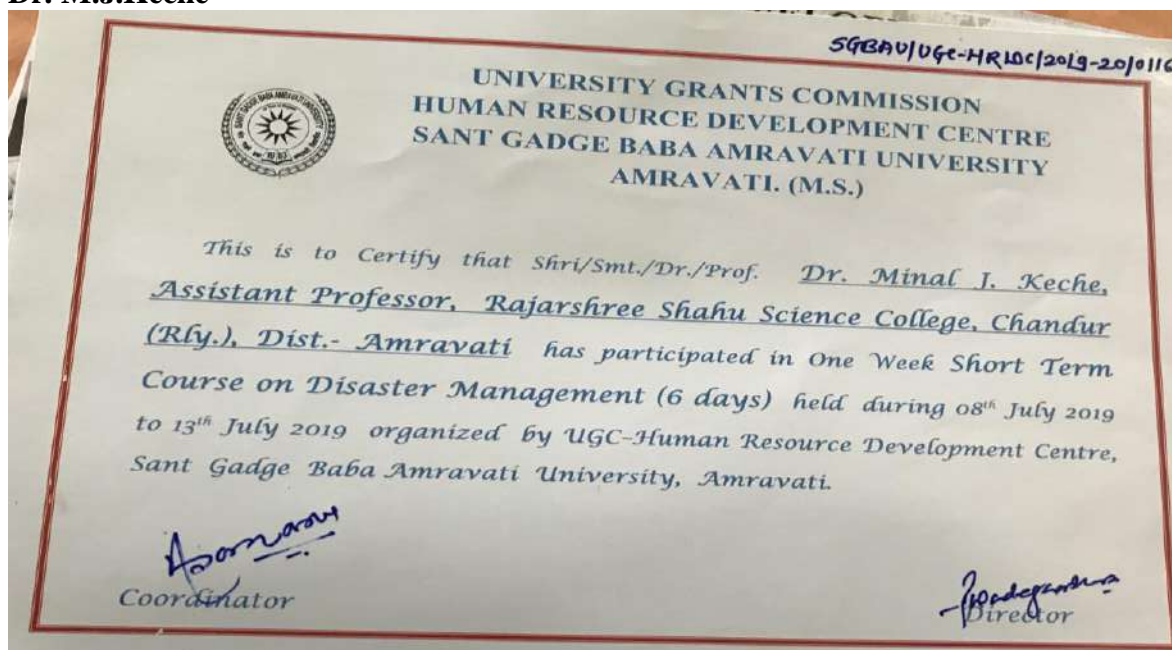 Dr. M.J.Keche
SGBAU/UGC-HRDC/2019-20/0116
UNIVERSITY GRANTS COMMISSION
HUMAN RESOURCE DEVELOPMENT CENTRE
SANT GADGE BABA AMRAVATI UNIVERSITY
AMRAVATI. (M.S.)
This is to Certify that Shri/Smt./Dr./Prof. Dr. Minal J. Keche,
Assistant Professor, Rajarshree Shahu Science College, Chandur
(Rly.), Dist.- Amravati has participated in One Week Short Term
Course on Disaster Management (6 days) held during 08th July 2019
to 13th July 2019 organized by UGC-Human Resource Development Centre,
Sant Gadge Baba Amravati University, Amravati.
Coordinator
Director